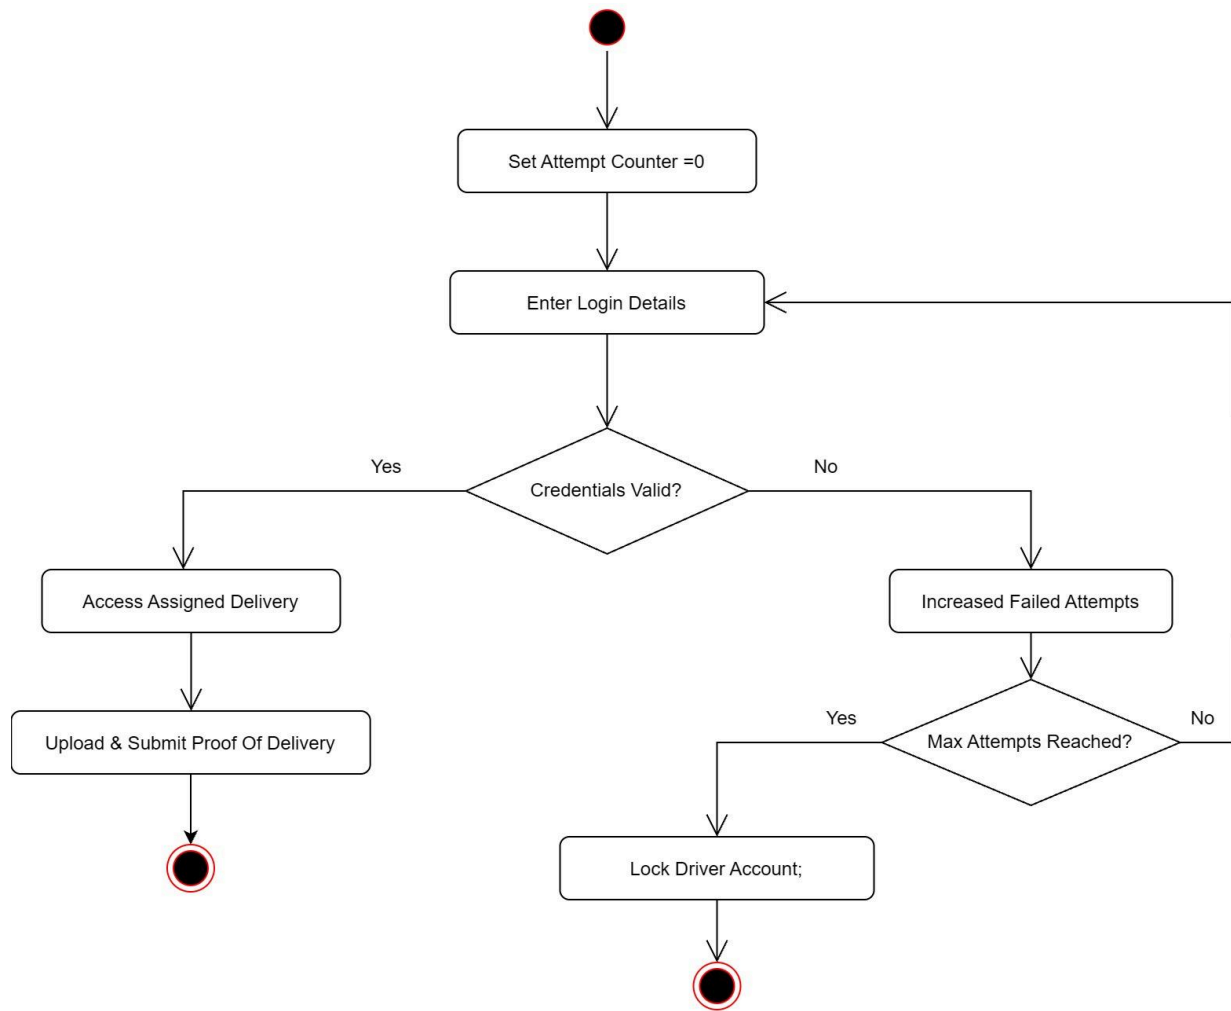 Set Attempt Counter =0
Enter Login Details
Yes
Credentials Valid?
No
Access Assigned Delivery
Increased Failed Attempts
Upload & Submit Proof Of Delivery
Yes
Max Attempts Reached?
No
Lock Driver Account;